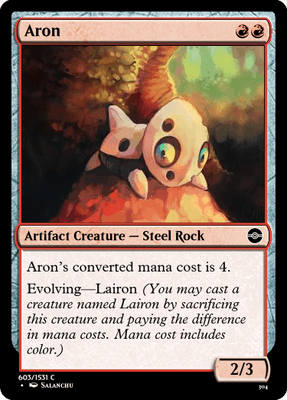 Aron
Artifact Creature — Steel Rock
Aron's converted mana cost is 4.
Evolving—Lairon (You may cast a
creature named Lairon by sacrificing
this creature and paying the difference
in mana costs. Mana cost includes
color.)
2/3
603/1531 C
• Salanchu